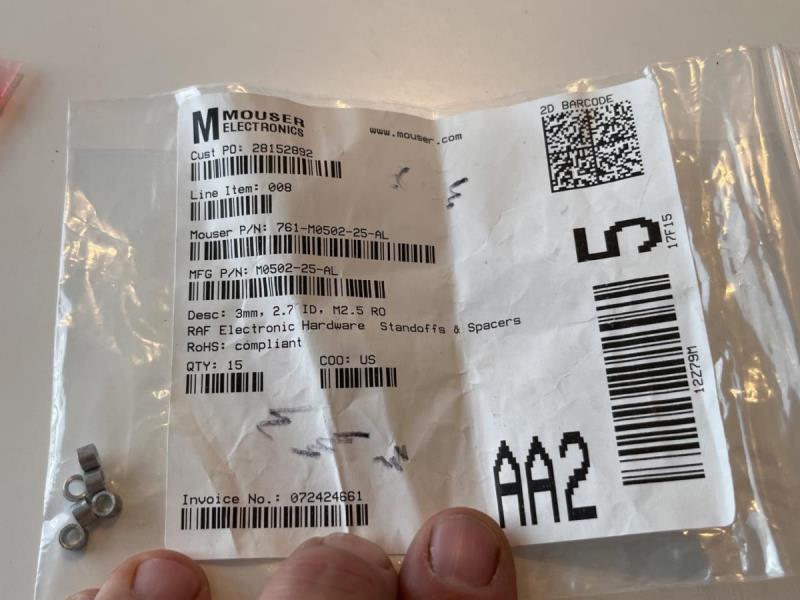 MOUSER
ELECTRONICS
www.mouser.com
2D BARCODE
Cust PO: 28152892
Line Item: 008
Mouser P/N: 761-M0502-25-AL
MFG P/N: M0502-25-AL
Desc: 3mm, 2.7 ID, M2.5 RO
RAF Electronic Hardware Standoffs & Spacers
RoHS: compliant
QTY: 15 COO: US
Invoice No.: 072424661
5
17F15
12Z79M
AA2